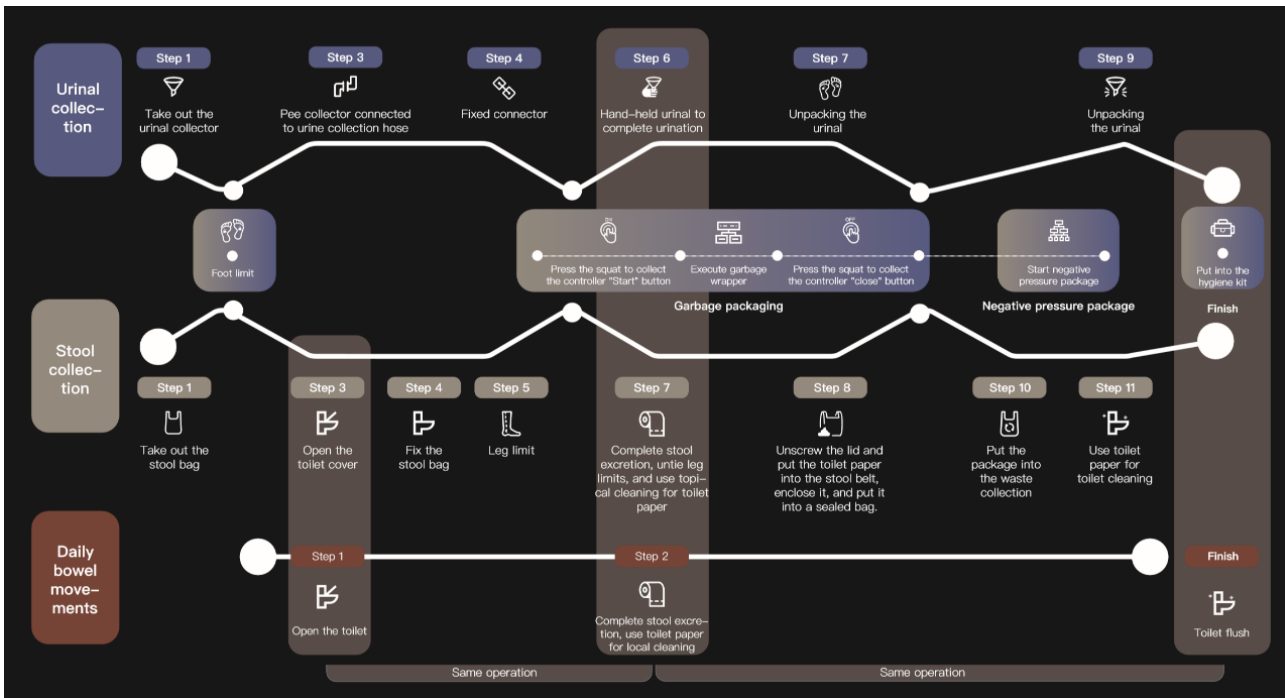 Urinal
collec-
tion
Step 1
Take out the
urinal collector
Step 3
Pee collector connected
to urine collection hose
Step 4
Fixed connector
Step 6
Hand-held urinal to
complete urination
Step 7
Unpacking the
urinal
Step 9
Unpacking
the urinal
Foot limit
ON
Press the squat to collect
the controller "Start" button
Execute garbage
wrapper
OFF
Press the squat to collect
the controller "close" button
Garbage packaging
Start negative
pressure package
Negative pressure package
Put into the
hygiene kit
Finish
Stool
collec-
tion
Step 1
Take out the
stool bag
Step 3
Open the
toilet cover
Step 4
Fix the
stool bag
Step 5
Leg limit
Step 7
Complete stool
excretion, untie leg
limits, and use topi-
cal cleaning for toilet
paper
Step 8
Unscrew the lid and
put the toilet paper
into the stool belt,
enclose it, and put it
into a sealed bag.
Step 10
Put the
package into
the waste
collection
Step 11
Use toilet
paper for
toilet cleaning
Daily
bowel
move-
ments
Step 1
Open the toilet
Step 2
Complete stool excre-
tion, use toilet paper
for local cleaning
Finish
Toilet flush
Same operation
Same operation